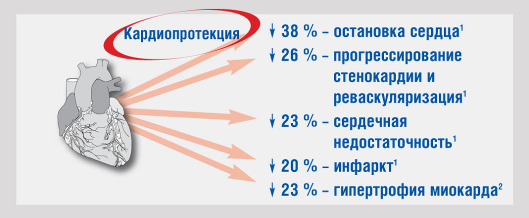 Кардиопротекция
↓ 38 % – остановка сердца¹
↓ 26 % – прогрессирование
стенокардии и
реваскуляризация¹
↓ 23 % – сердечная
недостаточность¹
↓ 20 % – инфаркт¹
↓ 23 % – гипертрофия миокарда²